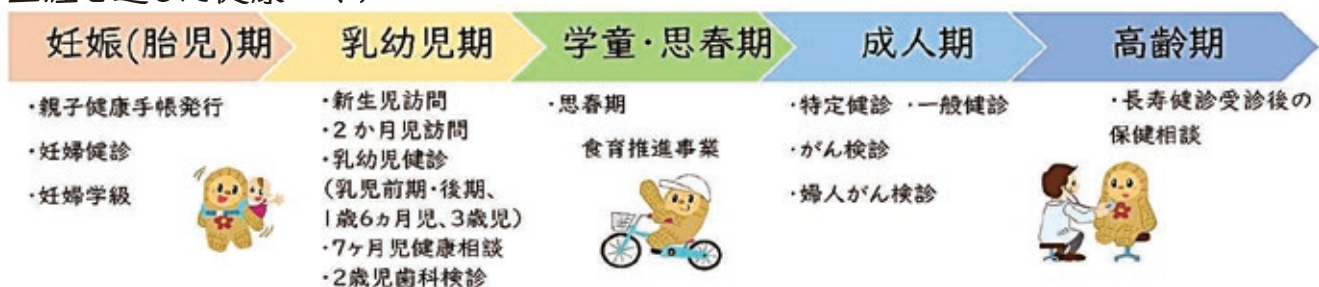 妊娠(胎児)期
乳幼児期
学童・思春期
成人期
高齢期
・親子健康手帳発行
・妊婦健診
・妊婦学級
・新生児訪問
・2か月児訪問
・乳幼児健診
(乳児前期・後期、
1歳6ヵ月児、3歳児)
・7ヶ月児健康相談
・2歳児歯科検診
・思春期
食育推進事業
・特定健診 ・一般健診
・がん検診
・婦人がん検診
・長寿健診受診後の
保健相談